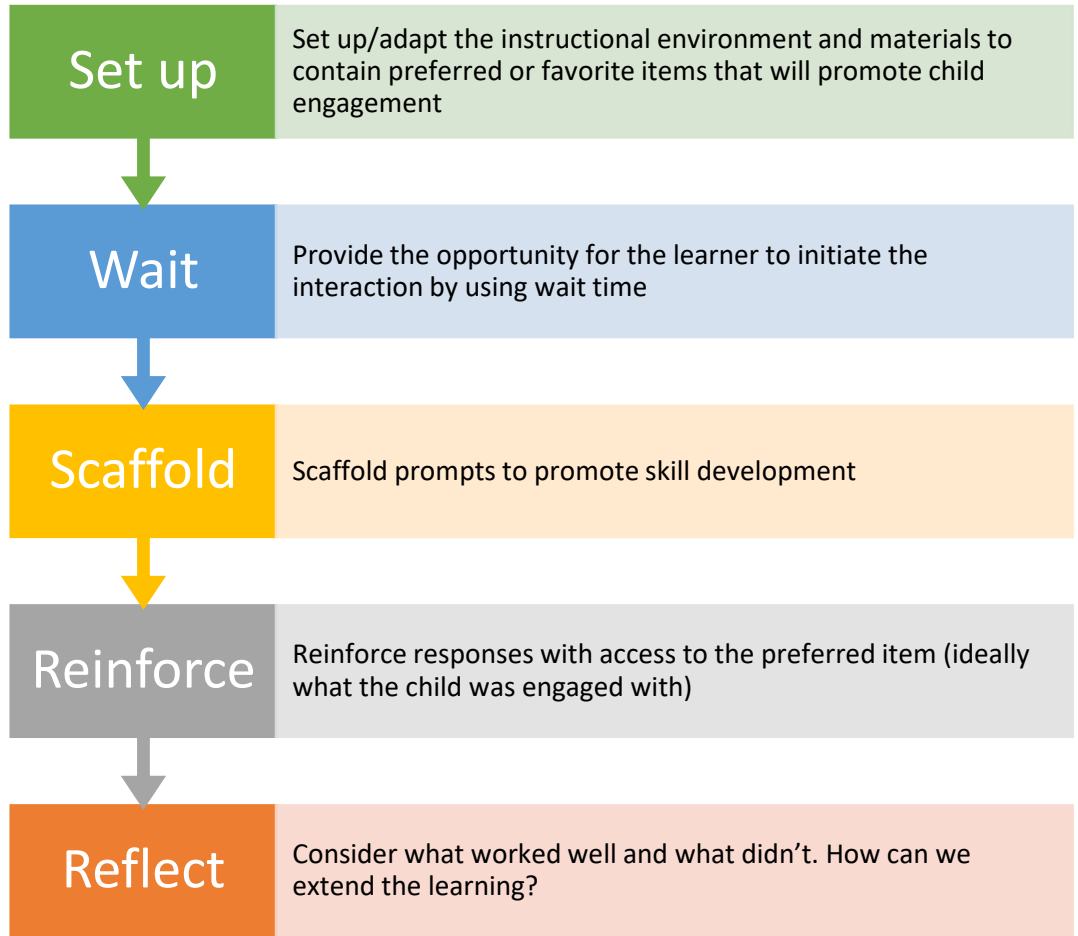 Set up
Set up/adapt the instructional environment and materials to
contain preferred or favorite items that will promote child
engagement
Wait
Provide the opportunity for the learner to initiate the
interaction by using wait time
Scaffold
Scaffold prompts to promote skill development
Reinforce
Reinforce responses with access to the preferred item (ideally
what the child was engaged with)
Reflect
Consider what worked well and what didn’t. How can we
extend the learning?